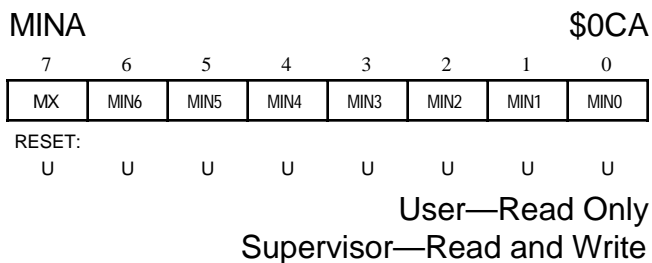 MINA $0CA
7 6 5 4 3 2 1 0
MX MIN6 MIN5 MIN4 MIN3 MIN2 MIN1 MIN0
RESET:
U U U U U U U U
User—Read Only
Supervisor—Read and Write